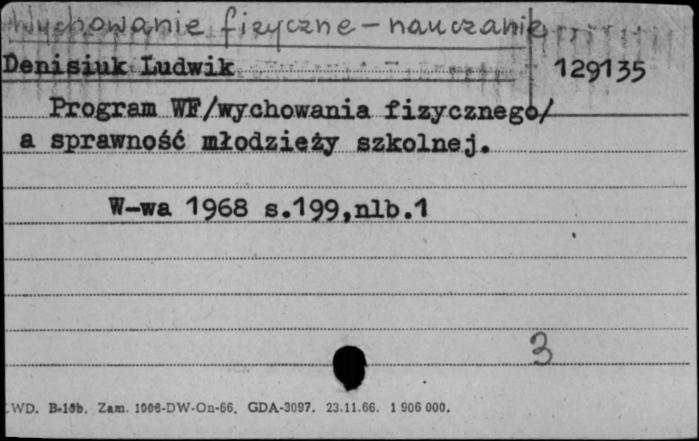 Wychowanie fizyczne - nauczanie
Denisiuk Ludwik 129135
Program WF/wychowania fizycznego/
a sprawność młodzieży szkolnej.
W-wa 1968 s.199,nlb.1
3
WD. B-15b. Zam. 1006-DW-On-66. GDA-3097. 23.11.66. 1 906 000.